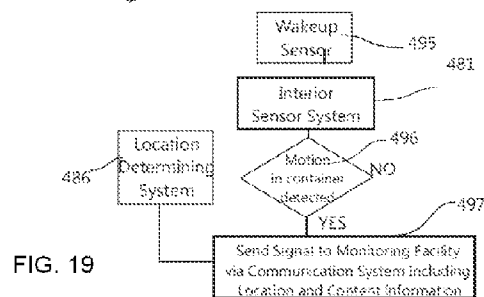 Wakeup
Sensor
495
481
Interior
Sensor System
496
Location
Determining
System
486
Motion
in container
detected
NO
YES
497
Send Signal to Monitoring Facility
via Communication System including
Location and Content Information
FIG. 19